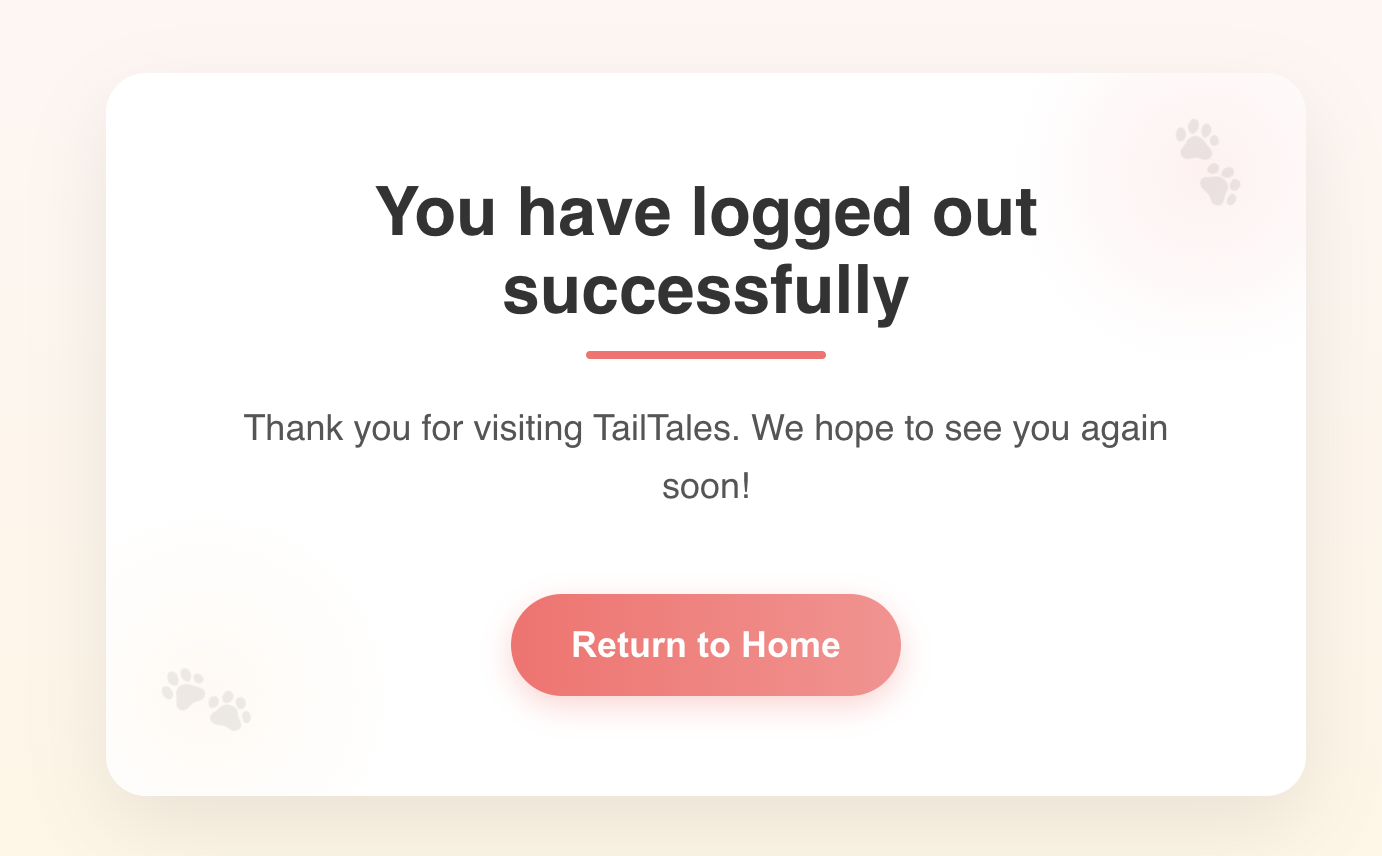 You have logged out
successfully
Thank you for visiting TailTales. We hope to see you again
soon!
Return to Home